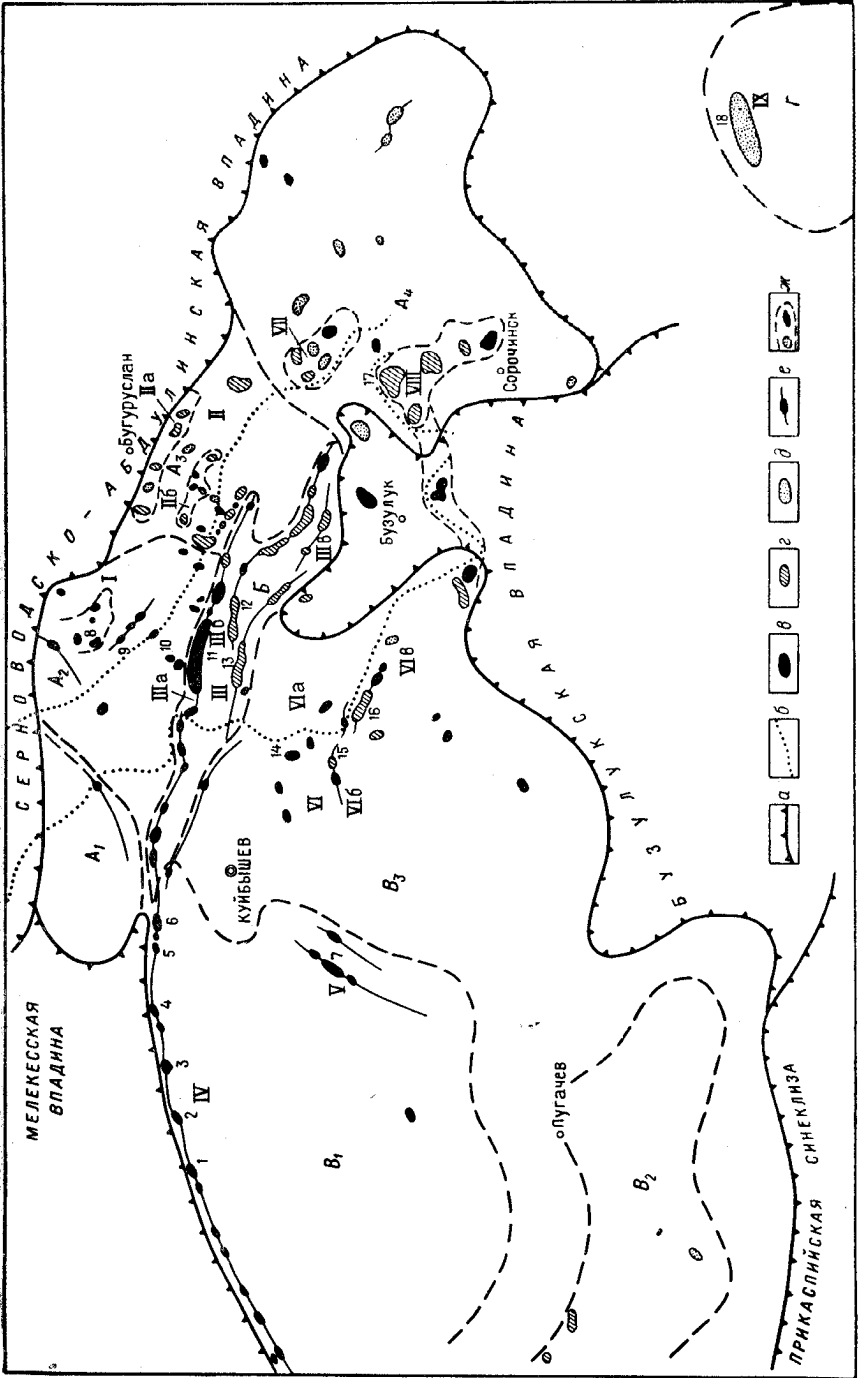 МЕЛЕКЕССКАЯ
ВПАДИНА
СЕРНОВОДСКО-АБДУЛИНСКАЯ ВПАДИНА
А₁
А₂
I
8
9
10
Бугуруслан
IIа
А₃
IIб
II
IIIа
11
IIIб
III
12
13
Б
IIIв
VII
А₄
17
VIII
Сорочинск
Бузулук
1
2
3
4
5
6
IV
КУЙБЫШЕВ
V
7
VIа
14
VI
15
16
VIб
VIв
В₁
В₃
Пугачев
В₂
БУЗУЛУКСКАЯ ВПАДИНА
ПРИКАСПИЙСКАЯ СИНЕКЛИЗА
18
IX
Г
а
б
в
г
д
е
ж